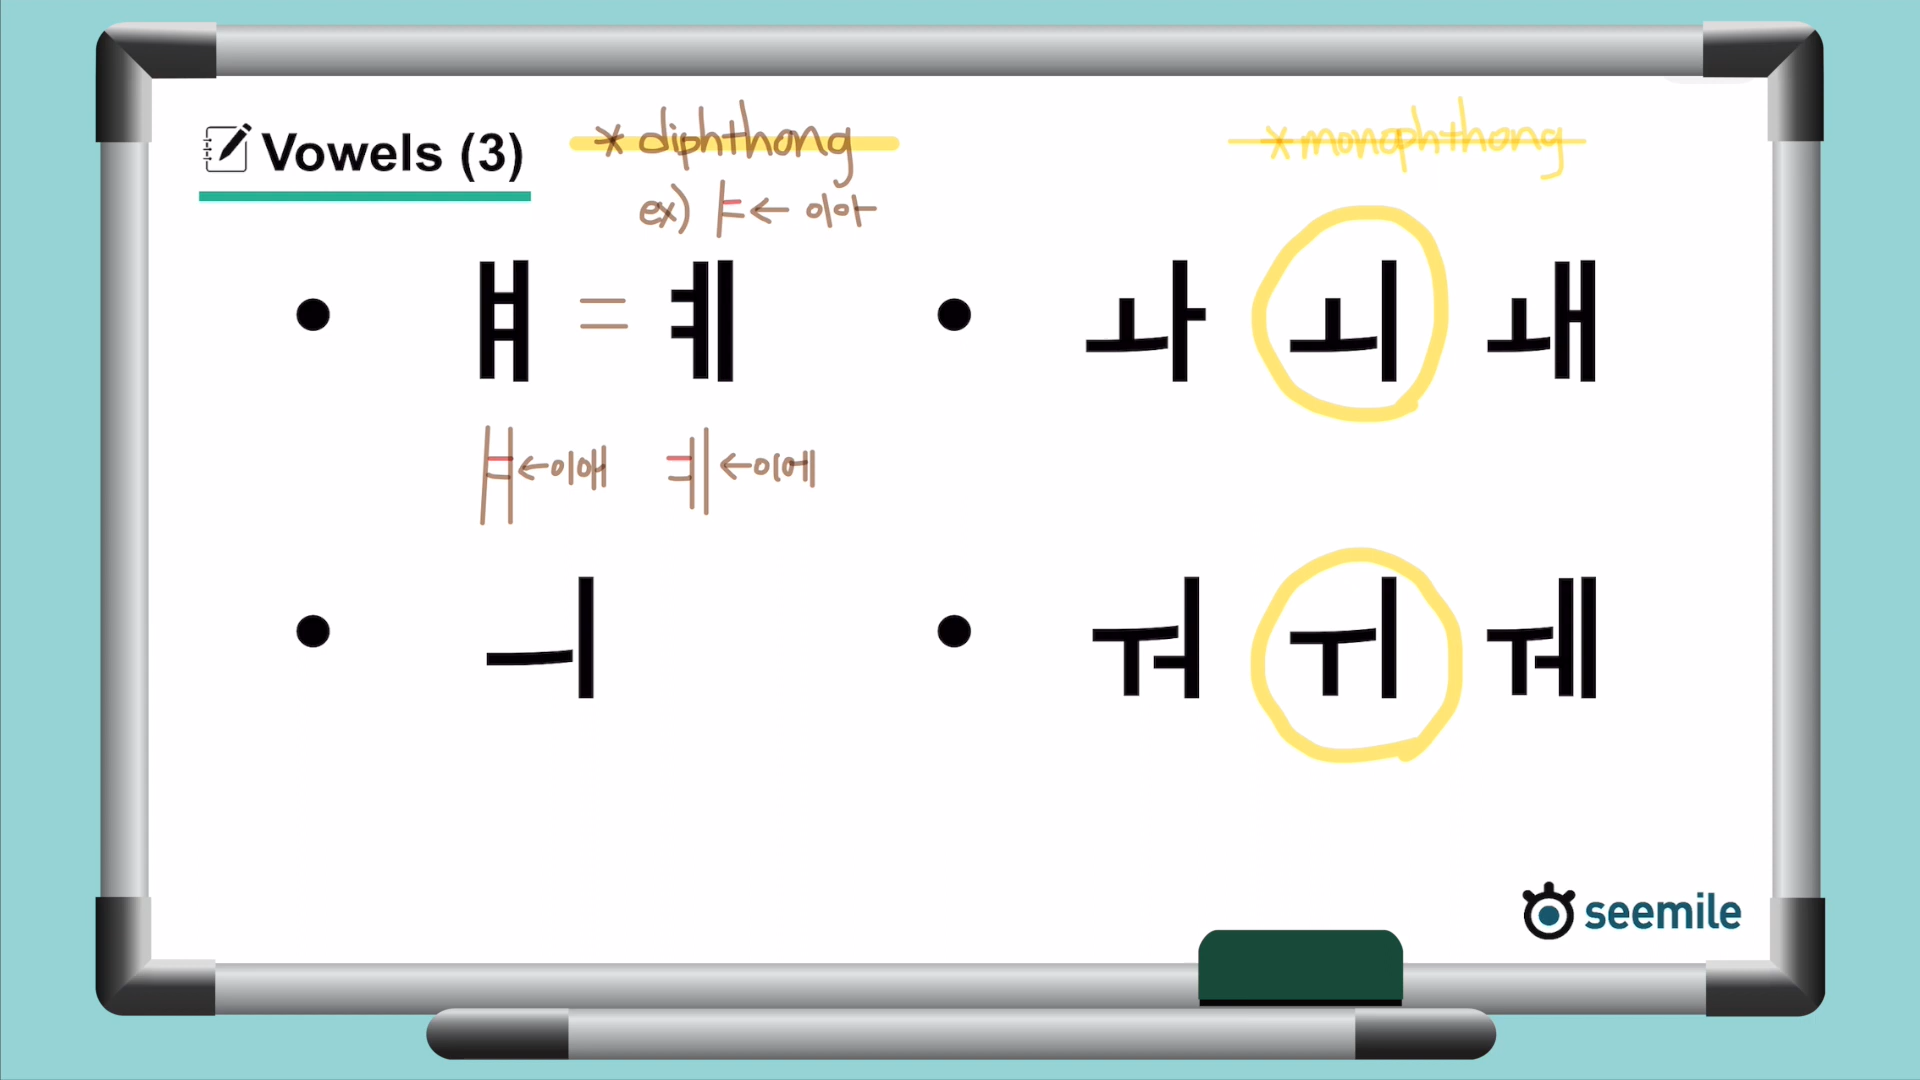 Vowels (3)
* diphthong
* monophthong
ex) ㅑ ← 이아
ㅒ = ㅖ
ㅘ ㅚ ㅙ
ㅒ ← 이애 ㅖ ← 이에
ㅢ
ㅝ ㅟ ㅞ
seemile